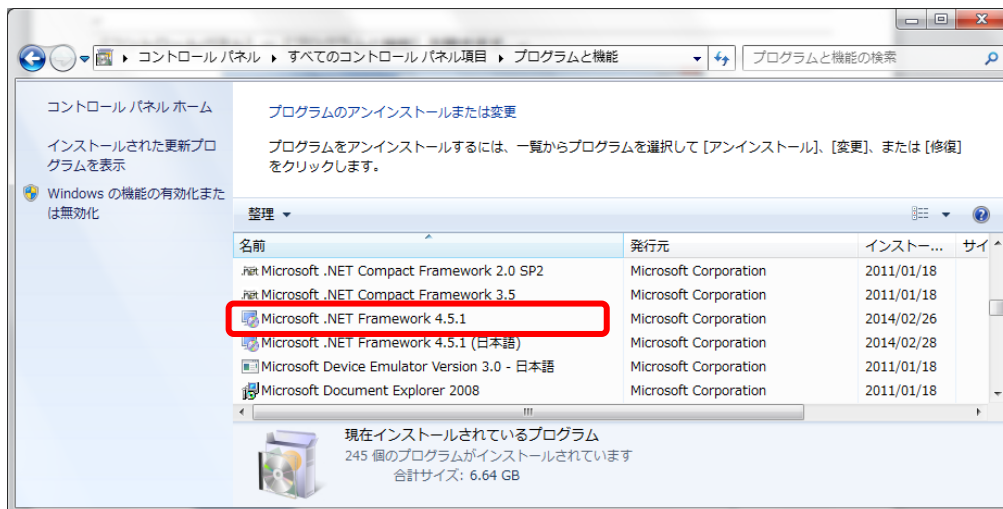 コントロール パネル ▸ すべてのコントロール パネル項目 ▸ プログラムと機能
プログラムと機能の検索
コントロール パネル ホーム
インストールされた更新プロ
グラムを表示
Windows の機能の有効化また
は無効化
プログラムのアンインストールまたは変更
プログラムをアンインストールするには、一覧からプログラムを選択して [アンインストール]、[変更]、または [修復]
をクリックします。
整理
名前 発行元 インストー... サイ
Microsoft .NET Compact Framework 2.0 SP2 Microsoft Corporation 2011/01/18
Microsoft .NET Compact Framework 3.5 Microsoft Corporation 2011/01/18
Microsoft .NET Framework 4.5.1 Microsoft Corporation 2014/02/26
Microsoft .NET Framework 4.5.1 (日本語) Microsoft Corporation 2014/02/28
Microsoft Device Emulator Version 3.0 - 日本語 Microsoft Corporation 2011/01/18
Microsoft Document Explorer 2008 Microsoft Corporation 2011/01/18
現在インストールされているプログラム
245 個のプログラムがインストールされています
合計サイズ: 6.64 GB